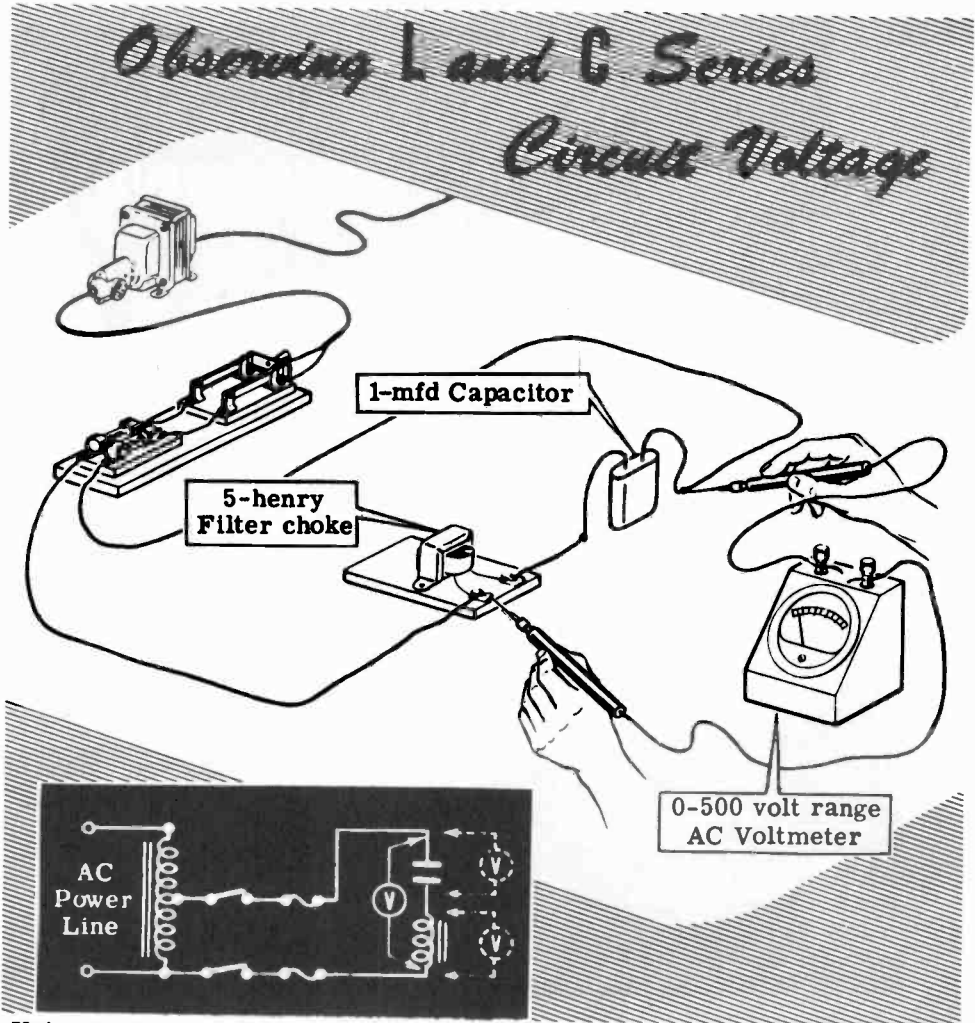 Observing L and C Series
Circuit Voltage
1-mfd Capacitor
5-henry
Filter choke
0-500 volt range
AC Voltmeter
AC
Power
Line
V
V
V